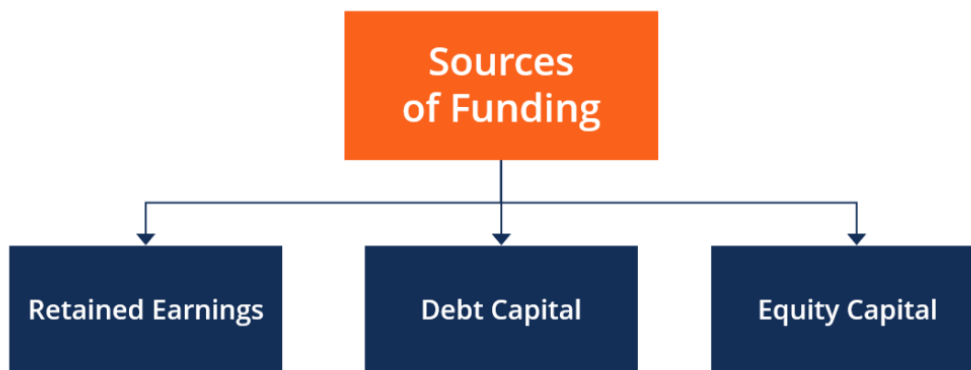 Sources
of Funding
Retained Earnings
Debt Capital
Equity Capital